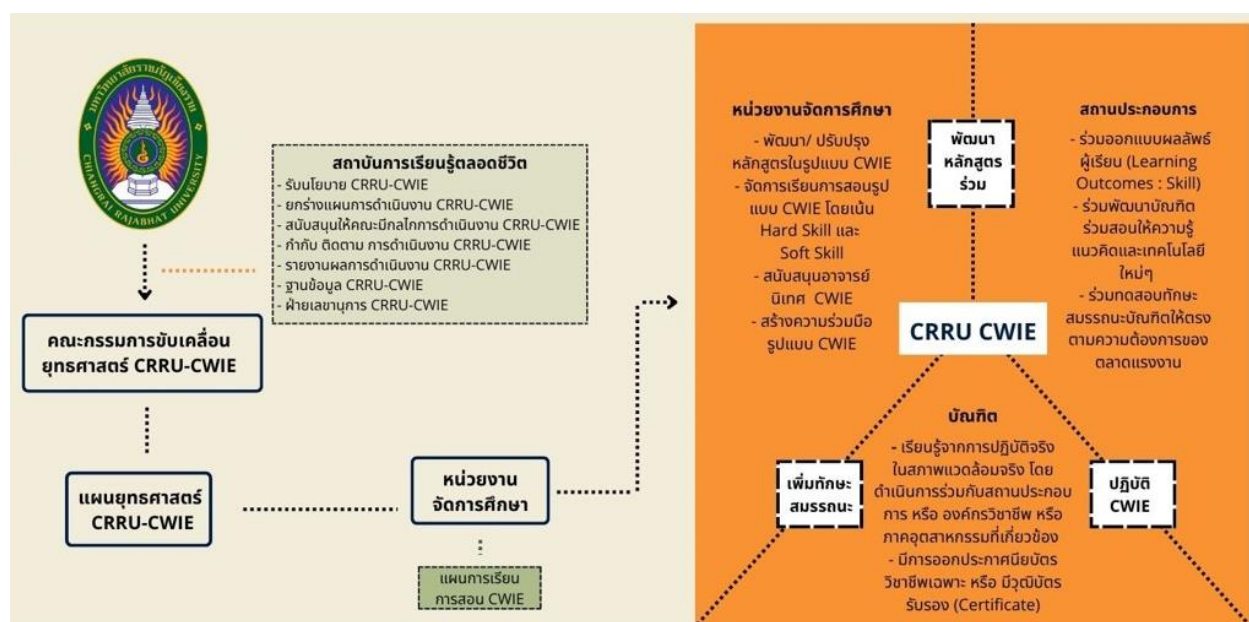 มหาวิทยาลัยราชภัฏเชียงราย
CHIANGRAI RAJABHAT UNIVERSITY
สถาบันการเรียนรู้ตลอดชีวิต
- รับนโยบาย CRRU-CWIE
- ยกร่างแผนการดำเนินงาน CRRU-CWIE
- สนับสนุนให้คณะมีกลไกการดำเนินงาน CRRU-CWIE
- กำกับ ติดตาม การดำเนินงาน CRRU-CWIE
- รายงานผลการดำเนินงาน CRRU-CWIE
- ฐานข้อมูล CRRU-CWIE
- ฝ่ายเลขานุการ CRRU-CWIE
คณะกรรมการขับเคลื่อน
ยุทธศาสตร์ CRRU-CWIE
แผนยุทธศาสตร์
CRRU-CWIE
หน่วยงาน
จัดการศึกษา
แผนการเรียน
การสอน CWIE
หน่วยงานจัดการศึกษา
- พัฒนา/ ปรับปรุง
หลักสูตรในรูปแบบ CWIE
- จัดการเรียนการสอนรูป
แบบ CWIE โดยเน้น
Hard Skill และ
Soft Skill
- สนับสนุนอาจารย์
นิเทศ CWIE
- สร้างความร่วมมือ
รูปแบบ CWIE
พัฒนา
หลักสูตร
ร่วม
สถานประกอบการ
- ร่วมออกแบบผลลัพธ์
ผู้เรียน (Learning
Outcomes : Skill)
- ร่วมพัฒนาบัณฑิต
ร่วมสอนให้ความรู้
แนวคิดและเทคโนโลยี
ใหม่ๆ
- ร่วมทดสอบทักษะ
สมรรถนะบัณฑิตให้ตรง
ตามความต้องการของ
ตลาดแรงงาน
CRRU CWIE
บัณฑิต
- เรียนรู้จากการปฏิบัติจริง
ในสภาพแวดล้อมจริง โดย
ดำเนินการร่วมกับสถานประกอบ
การ หรือ องค์กรวิชาชีพ หรือ
ภาคอุตสาหกรรมที่เกี่ยวข้อง
- มีการออกประกาศนียบัตร
วิชาชีพเฉพาะ หรือ มีวุฒิบัตร
รับรอง (Certificate)
เพิ่มทักษะ
สมรรถนะ
ปฏิบัติ
CWIE